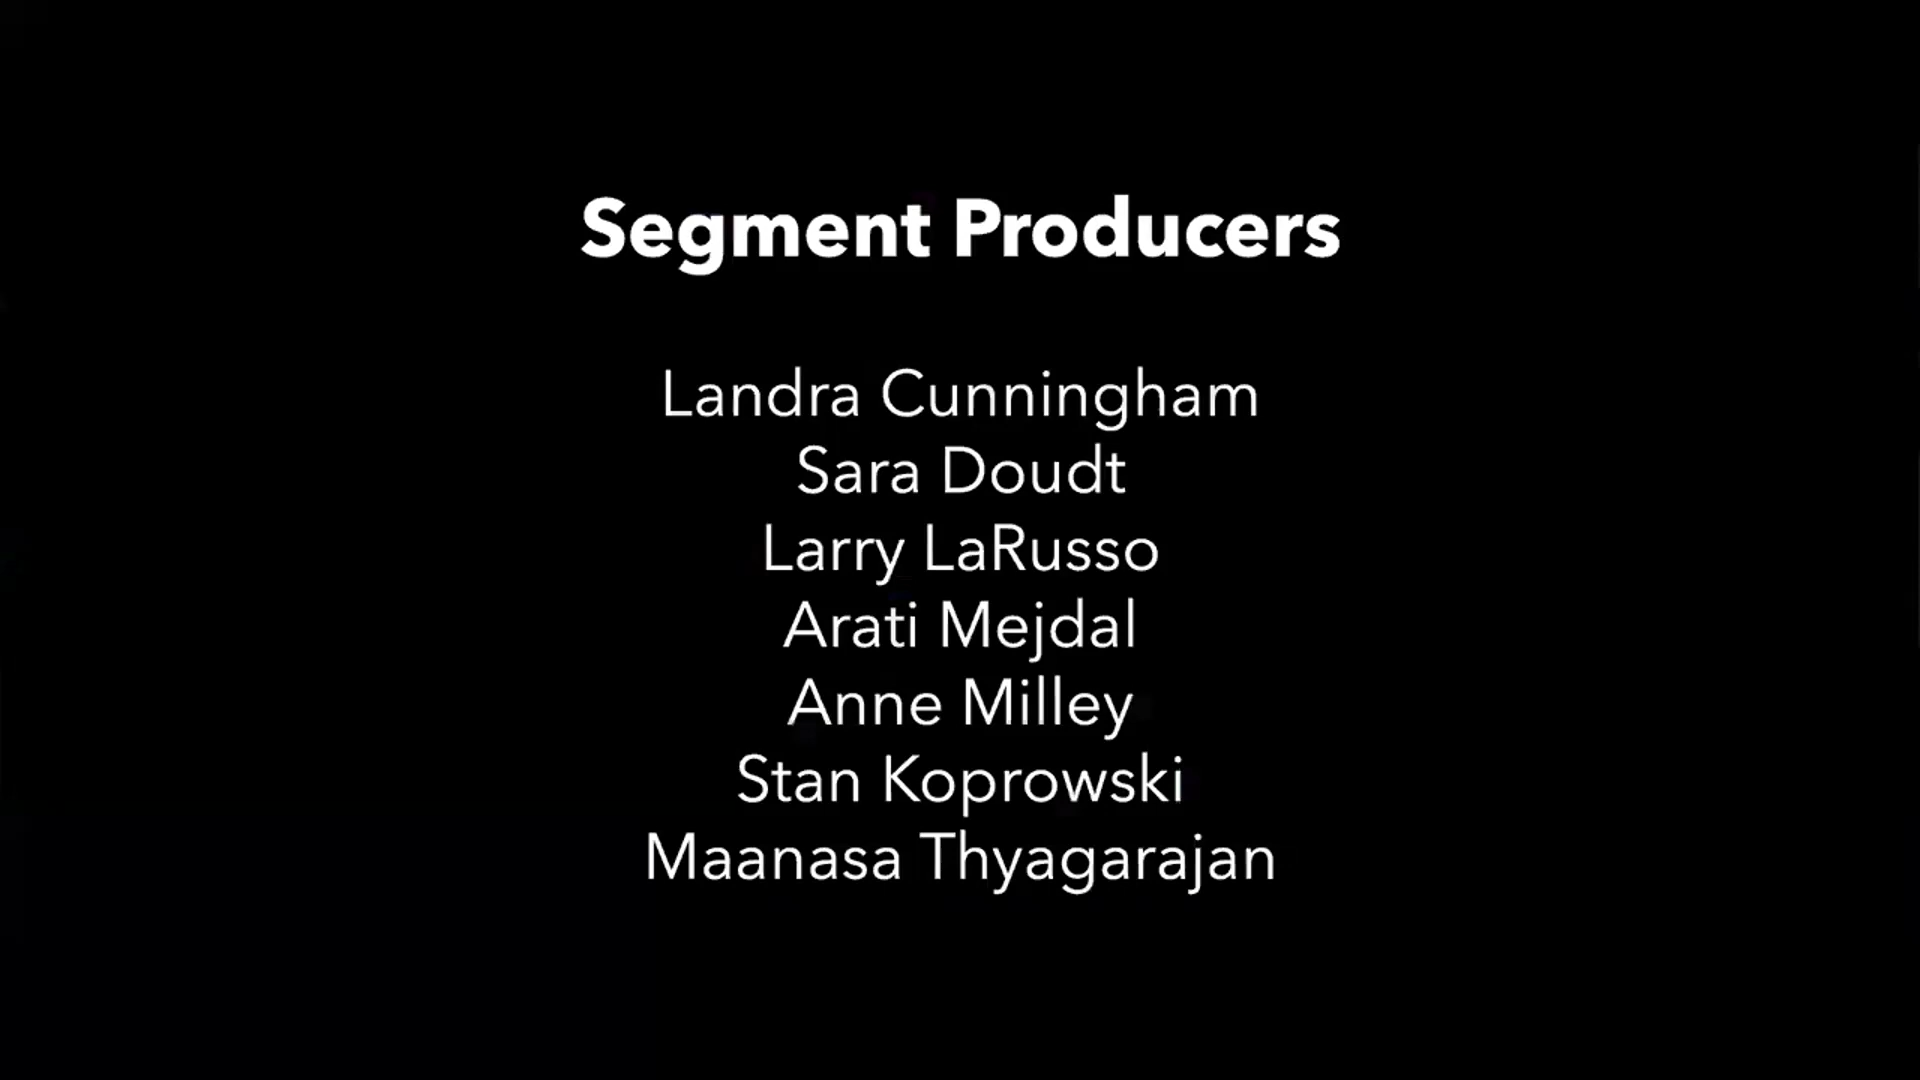 Segment Producers
Landra Cunningham
Sara Doudt
Larry LaRusso
Arati Mejdal
Anne Milley
Stan Koprowski
Maanasa Thyagarajan